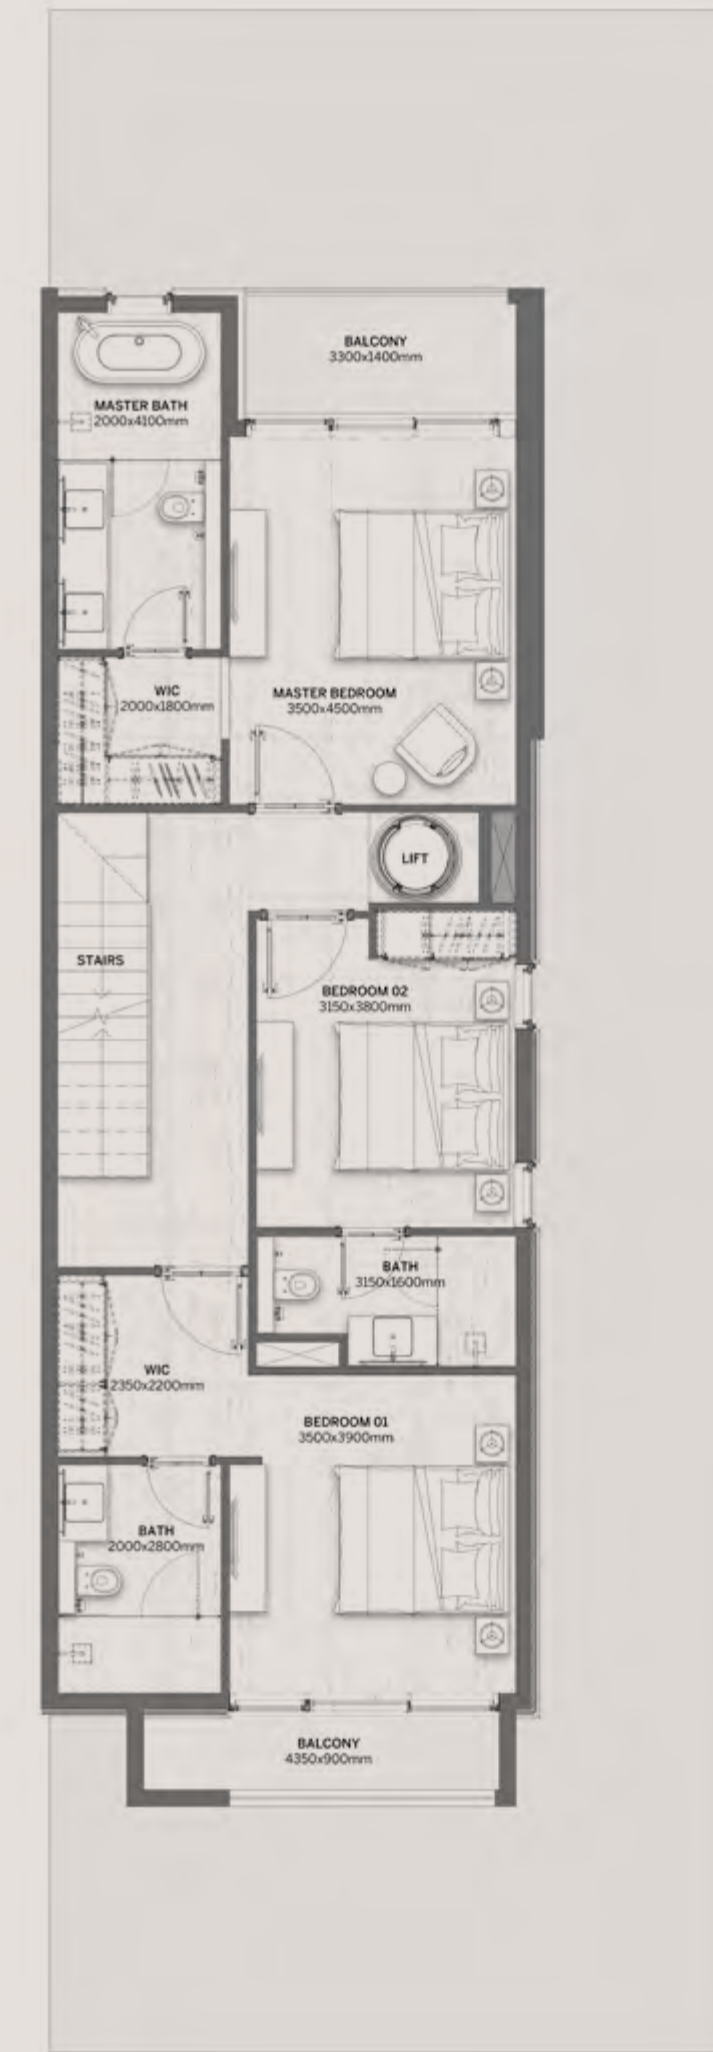 BALCONY
3300x1400mm
MASTER BATH
2000x4100mm
WIC
2000x1800mm
MASTER BEDROOM
3500x4500mm
LIFT
STAIRS
BEDROOM 02
3150x3800mm
BATH
3150x1600mm
WIC
2350x2200mm
BEDROOM 01
3500x3900mm
BATH
2000x2800mm
BALCONY
4350x900mm